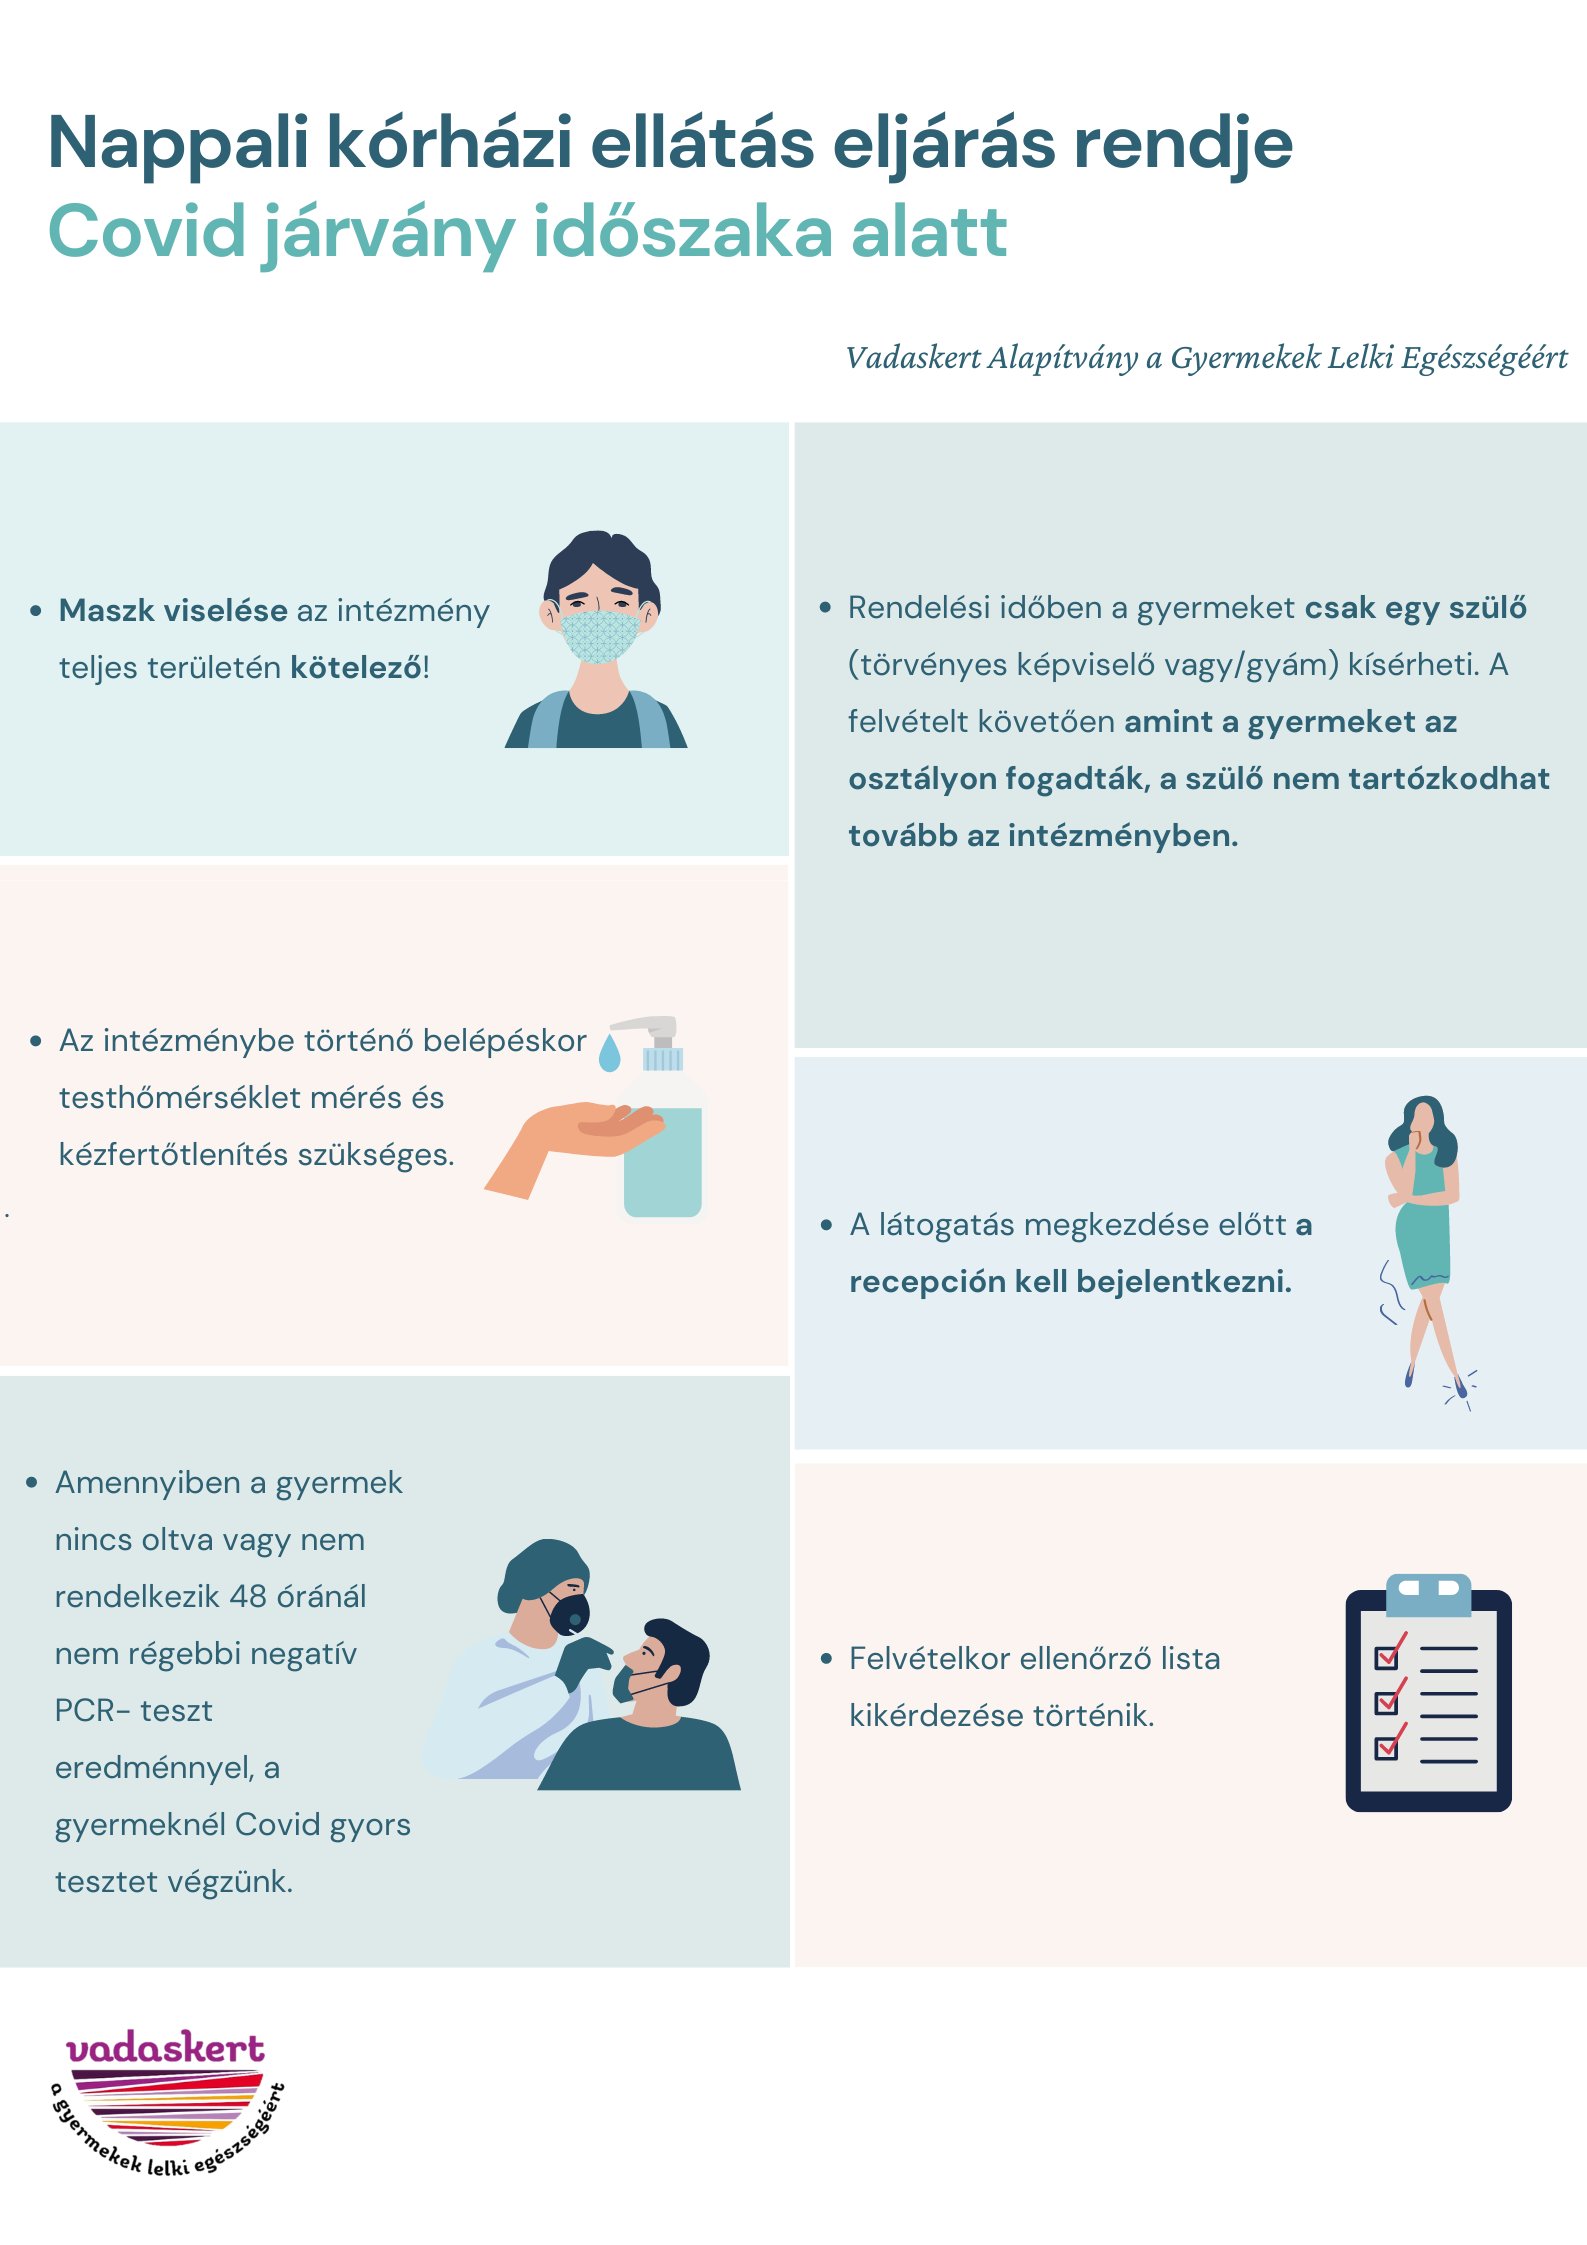 Nappali kórházi ellátás eljárás rendje
Covid járvány időszaka alatt
Vadaskert Alapítvány a Gyermekek Lelki Egészségéért
• Maszk viselése az intézmény
teljes területén kötelező!
• Az intézménybe történő belépéskor
testhőmérséklet mérés és
kézfertőtlenítés szükséges.
.
• Amennyiben a gyermek
nincs oltva vagy nem
rendelkezik 48 óránál
nem régebbi negatív
PCR- teszt
eredménnyel, a
gyermeknél Covid gyors
tesztet végzünk.
• Rendelési időben a gyermeket csak egy szülő
(törvényes képviselő vagy/gyám) kísérheti. A
felvételt követően amint a gyermeket az
osztályon fogadták, a szülő nem tartózkodhat
tovább az intézményben.
• A látogatás megkezdése előtt a
recepción kell bejelentkezni.
• Felvételkor ellenőrző lista
kikérdezése történik.
vadaskert
a gyermekek lelki egészségéért